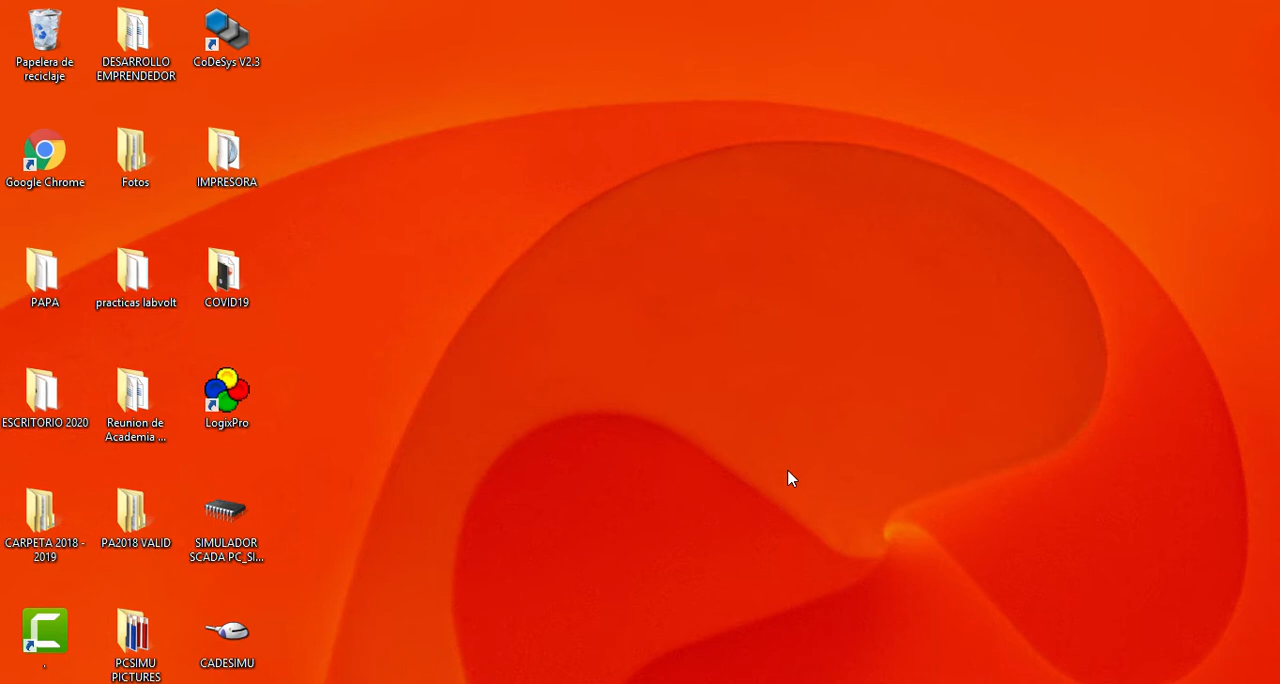 Papelera de
reciclaje
DESARROLLO
EMPRENDEDOR
CoDeSys V2.3
Google Chrome
Fotos
IMPRESORA
PAPA
practicas labvolt
COVID19
ESCRITORIO 2020
Reunion de
Academia ...
LogixPro
CARPETA 2018 -
2019
PA2018 VALID
SIMULADOR
SCADA PC_SI...
.
PCSIMU
PICTURES
CADESIMU